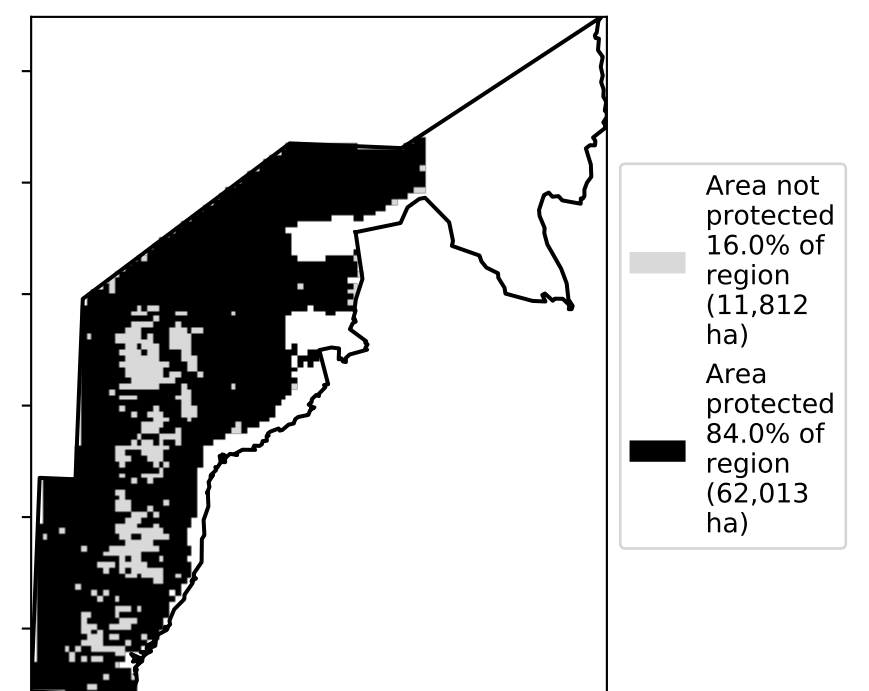 Area not
protected
16.0% of
region
(11,812
ha)
Area
protected
84.0% of
region
(62,013
ha)